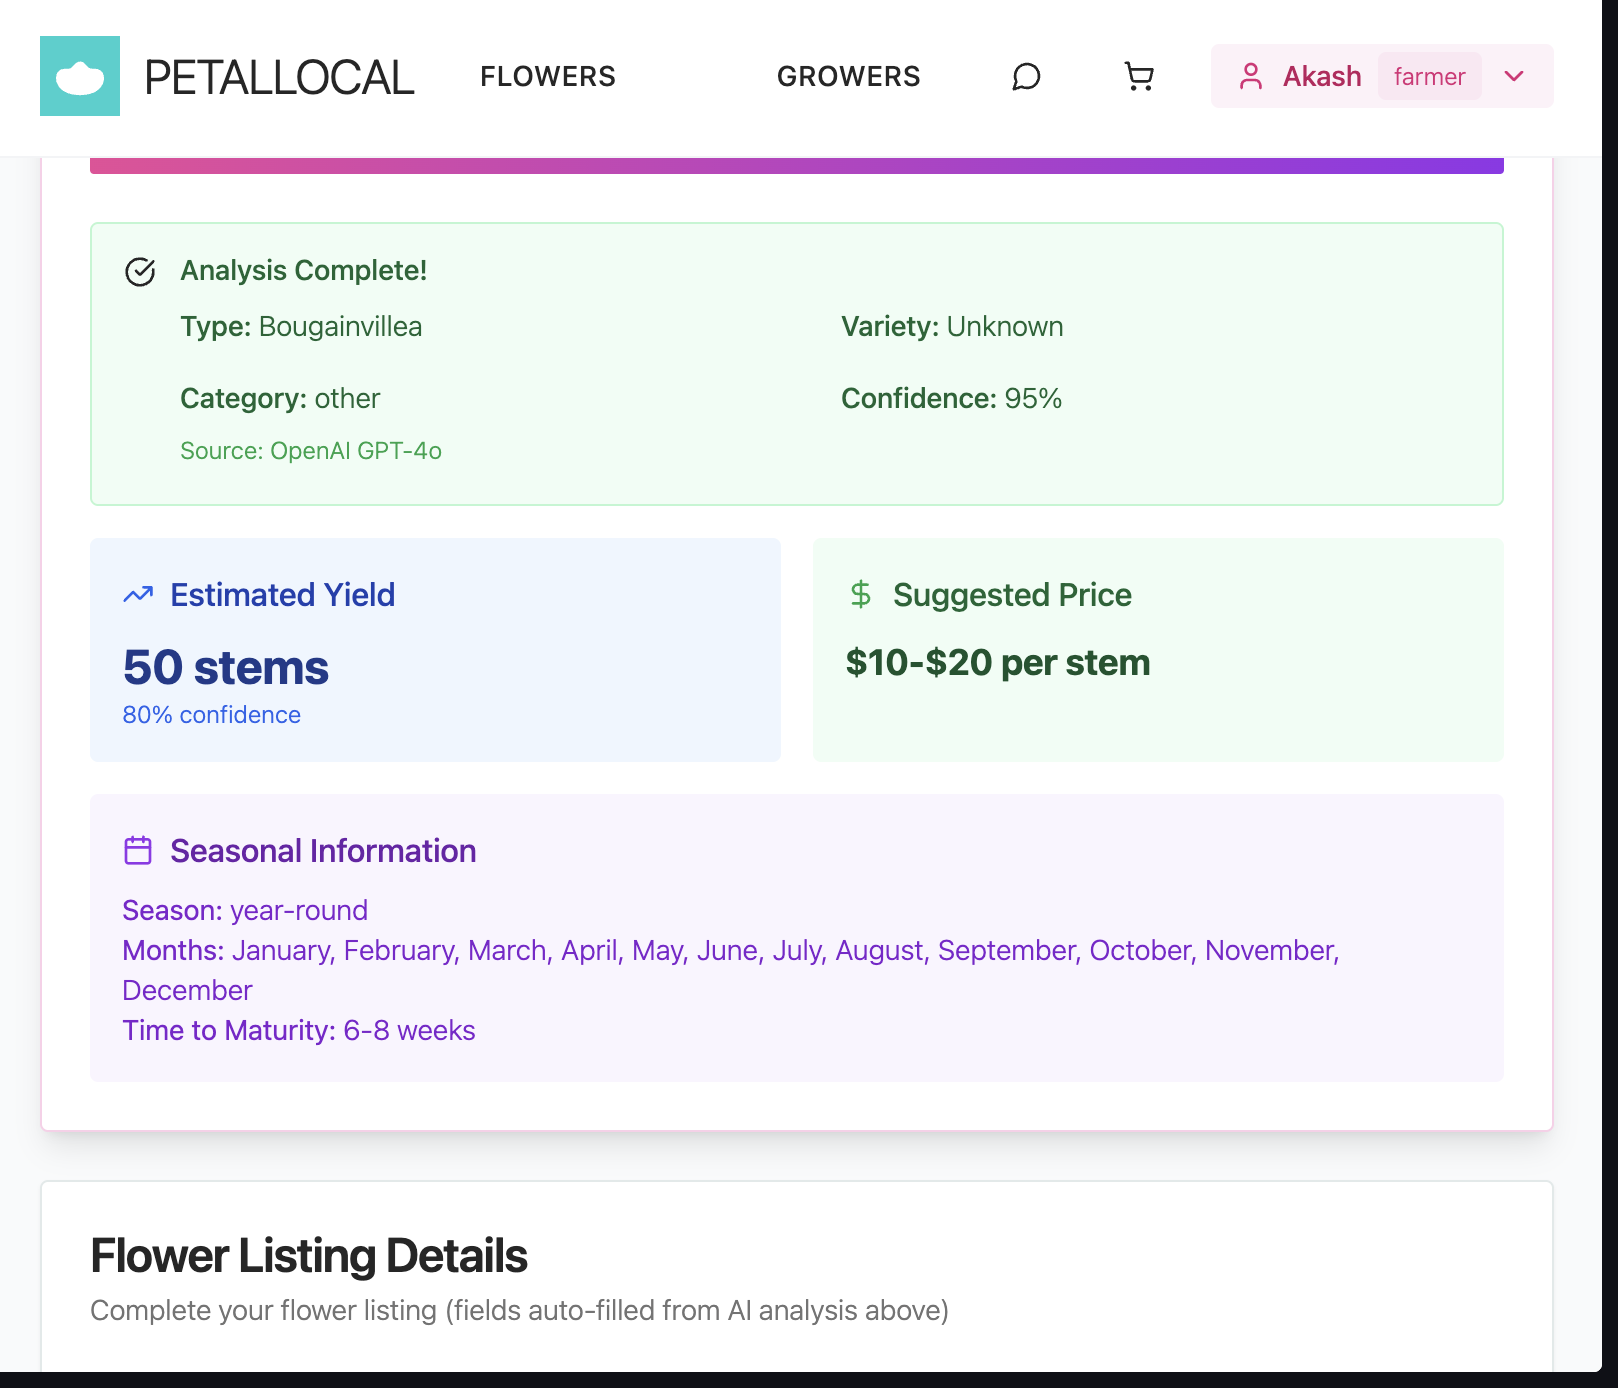 PETALLOCAL FLOWERS GROWERS Akash farmer
Analysis Complete!
Type: Bougainvillea Variety: Unknown
Category: other Confidence: 95%
Source: OpenAI GPT-4o
Estimated Yield
50 stems
80% confidence
Suggested Price
$10-$20 per stem
Seasonal Information
Season: year-round
Months: January, February, March, April, May, June, July, August, September, October, November,
December
Time to Maturity: 6-8 weeks
Flower Listing Details
Complete your flower listing (fields auto-filled from AI analysis above)